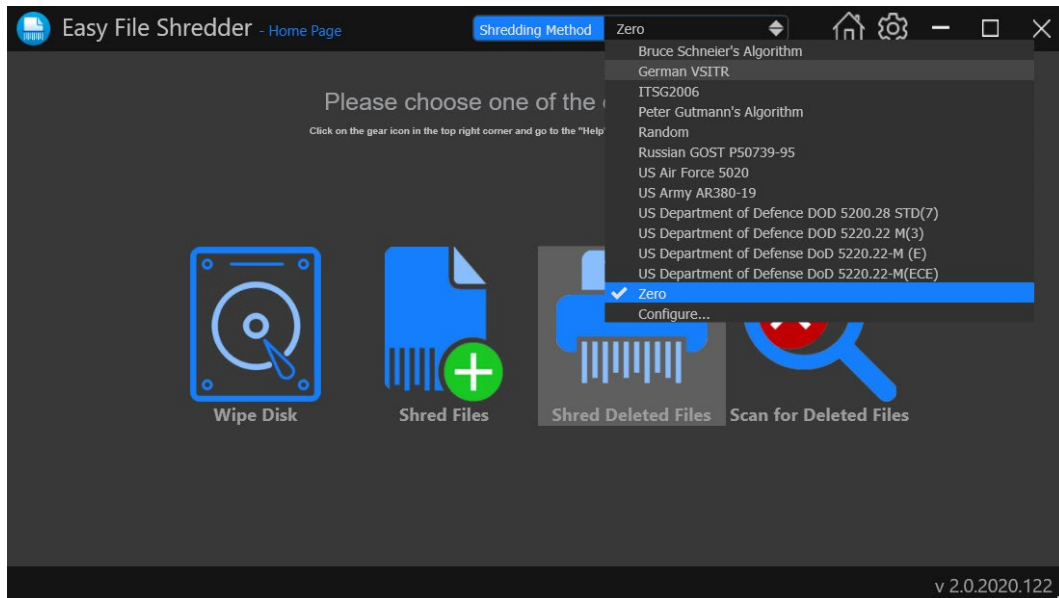 Easy File Shredder - Home Page
Shredding Method Zero
Bruce Schneier's Algorithm
German VSITR
ITSG2006
Peter Gutmann's Algorithm
Random
Russian GOST P50739-95
US Air Force 5020
US Army AR380-19
US Department of Defence DOD 5200.28 STD(7)
US Department of Defence DOD 5220.22 M(3)
US Department of Defense DoD 5220.22-M (E)
US Department of Defense DoD 5220.22-M(ECE)
Zero
Configure...
Please choose one of the
Click on the gear icon in the top right corner and go to the "Help"
Wipe Disk
Shred Files
Shred Deleted Files
Scan for Deleted Files
v 2.0.2020.122